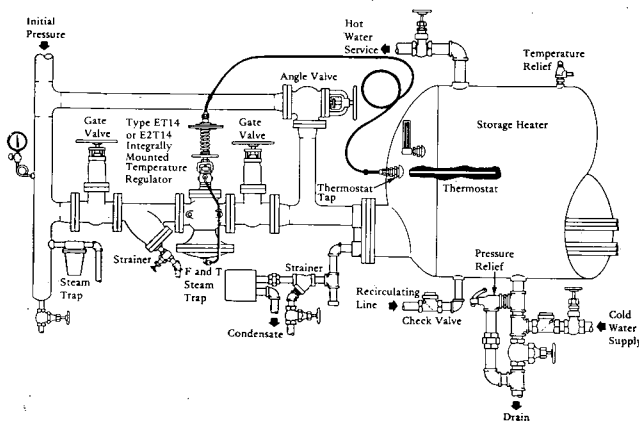 Initial
Pressure
Hot
Water
Service
Temperature
Relief
Angle Valve
Gate
Valve
Type ET14
or E2T14
Integrally
Mounted
Temperature
Regulator
Gate
Valve
Storage Heater
Thermostat
Tap
Thermostat
Strainer
F and T
Steam
Trap
Strainer
Steam
Trap
Pressure
Relief
Recirculating
Line
Check Valve
Condensate
Cold
Water
Supply
Drain